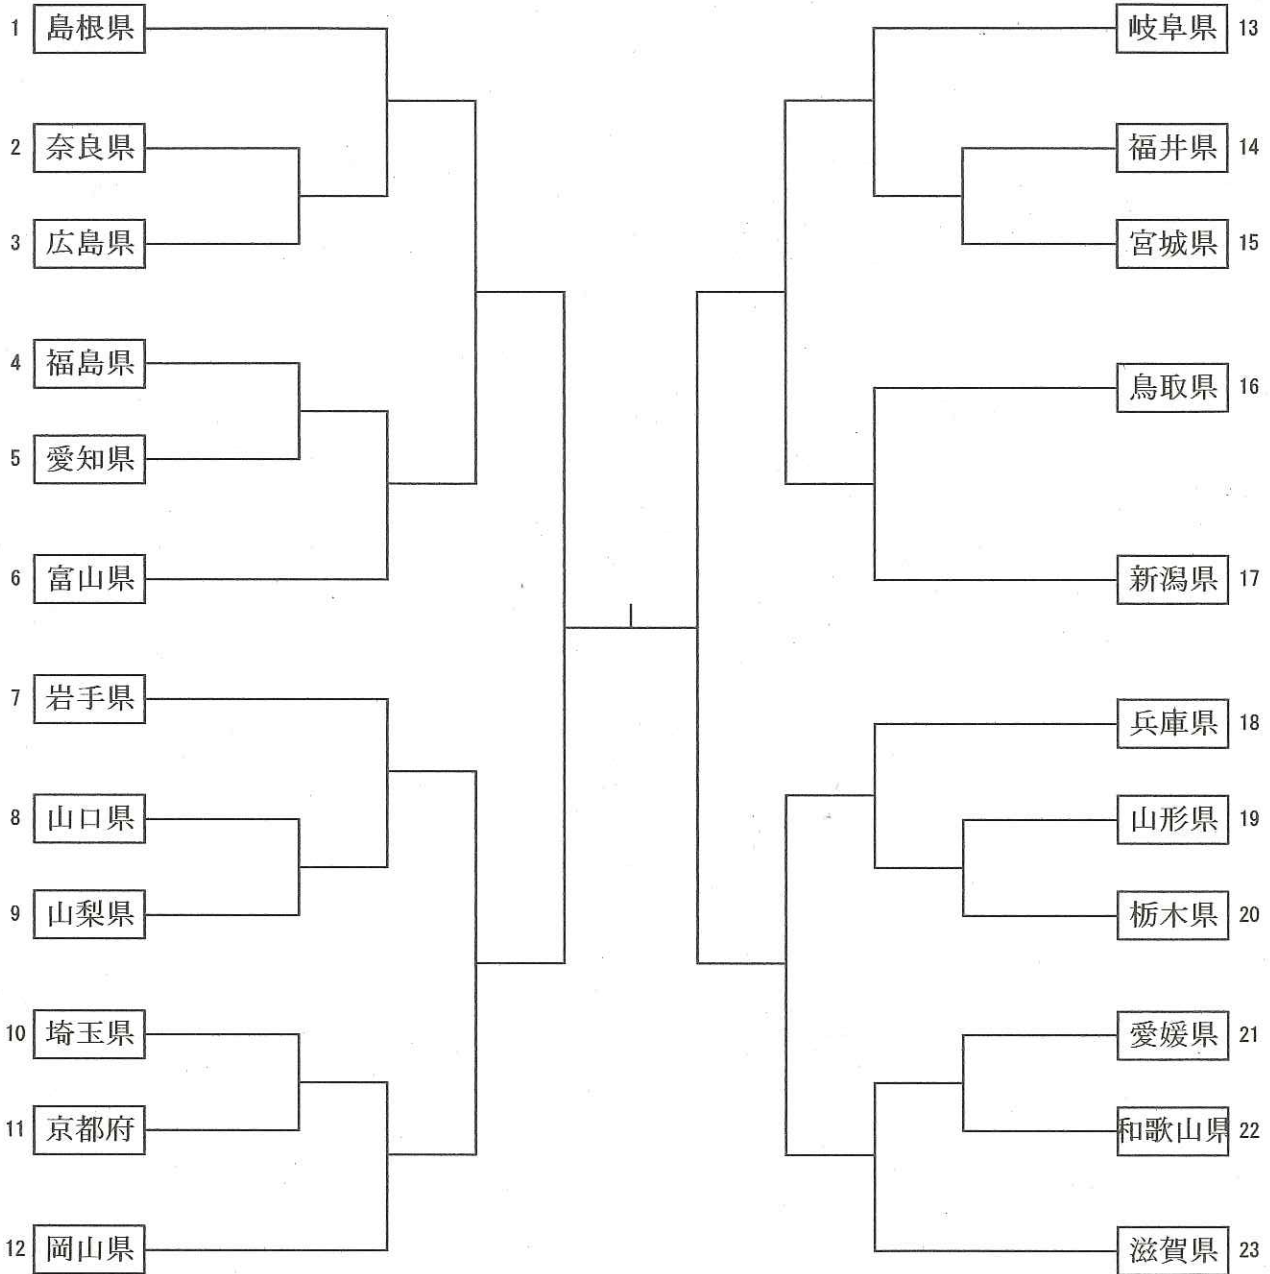 1 島根県
2 奈良県
3 広島県
4 福島県
5 愛知県
6 富山県
7 岩手県
8 山口県
9 山梨県
10 埼玉県
11 京都府
12 岡山県
岐阜県 13
福井県 14
宮城県 15
鳥取県 16
新潟県 17
兵庫県 18
山形県 19
栃木県 20
愛媛県 21
和歌山県 22
滋賀県 23